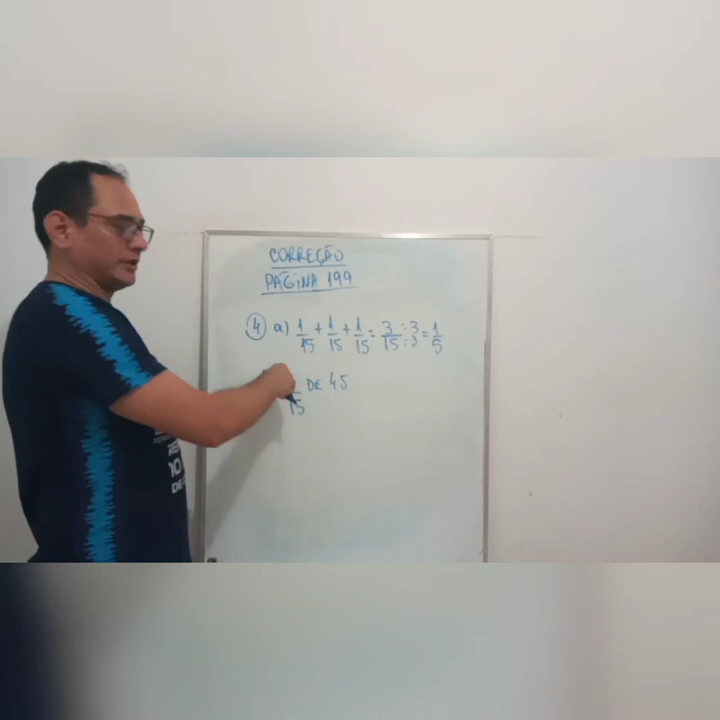 CORREÇÃO
PÁGINA 199
4 a) 1/15 + 1/15 + 1/15 = 3/15 :3/:3 = 1/5
/15 DE 45
DE